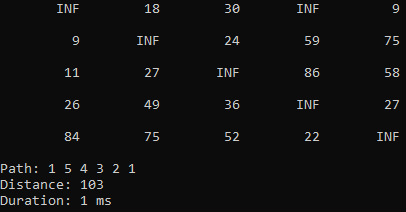 INF 18 30 INF 9
9 INF 24 59 75
11 27 INF 86 58
26 49 36 INF 27
84 75 52 22 INF
Path: 1 5 4 3 2 1
Distance: 103
Duration: 1 ms